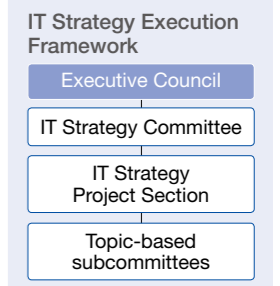 IT Strategy Execution
Framework
Executive Council
IT Strategy Committee
IT Strategy
Project Section
Topic-based
subcommittees